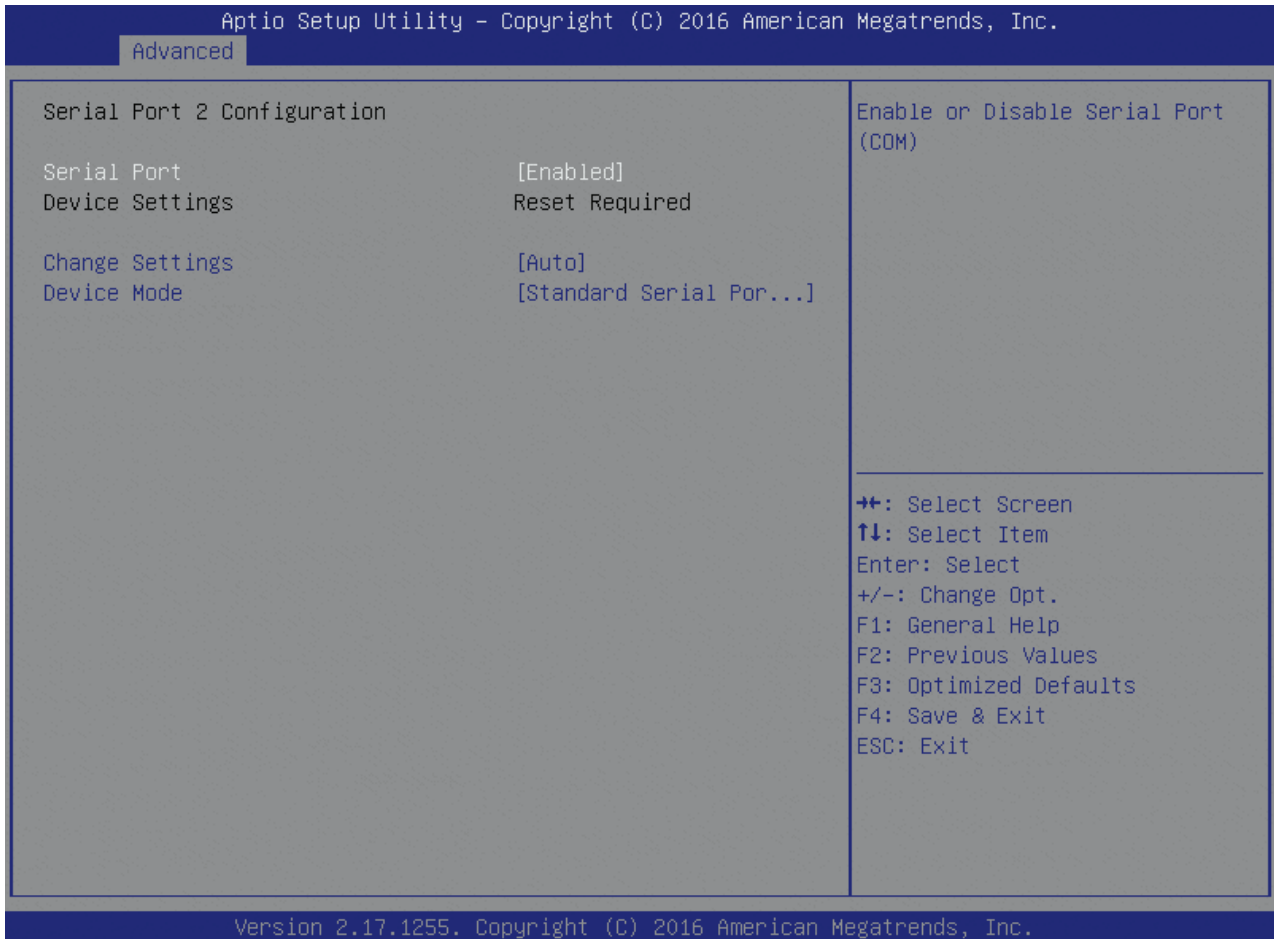 Aptio Setup Utility – Copyright (C) 2016 American Megatrends, Inc.
Advanced
Serial Port 2 Configuration
Serial Port [Enabled]
Device Settings Reset Required
Change Settings [Auto]
Device Mode [Standard Serial Por...]
Enable or Disable Serial Port
(COM)
→←: Select Screen
↑↓: Select Item
Enter: Select
+/-: Change Opt.
F1: General Help
F2: Previous Values
F3: Optimized Defaults
F4: Save & Exit
ESC: Exit
Version 2.17.1255. Copyright (C) 2016 American Megatrends, Inc.